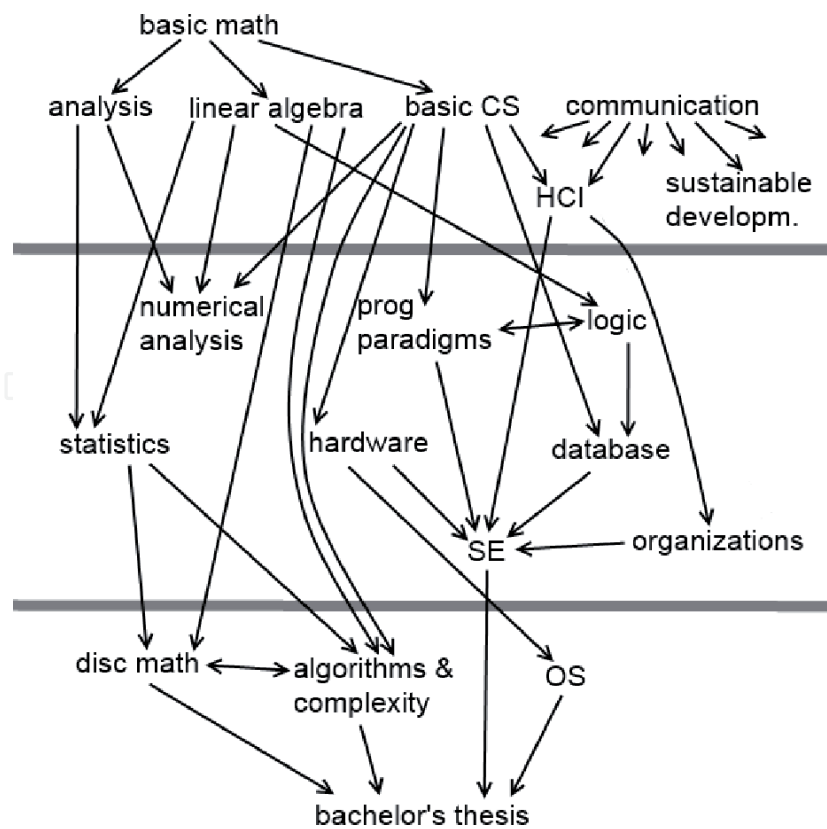 basic math
analysis
linear algebra
basic CS
communication
HCI
sustainable
developm.
numerical
analysis
prog
paradigms
logic
statistics
hardware
database
SE
organizations
disc math
algorithms &
complexity
OS
bachelor's thesis